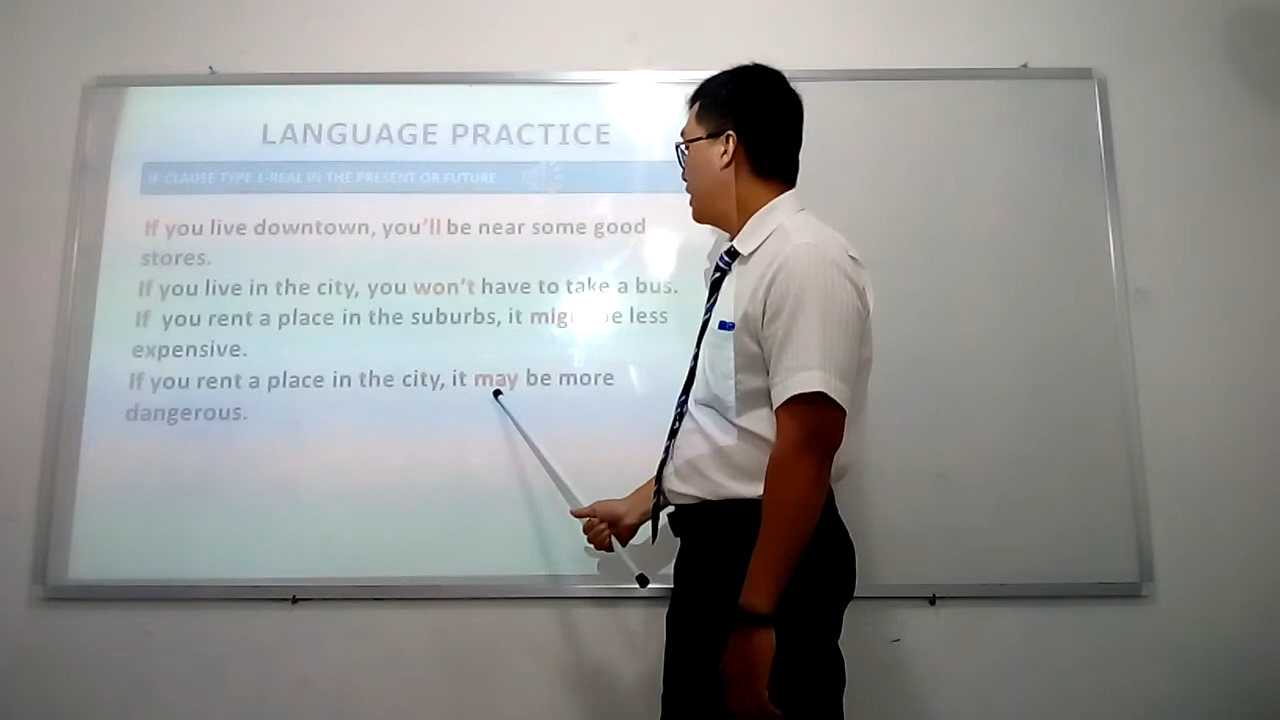 LANGUAGE PRACTICE
IF CLAUSE TYPE 1-REAL IN THE PRESENT OR FUTURE
If you live downtown, you'll be near some good
stores.
If you live in the city, you won't have to take a bus.
If you rent a place in the suburbs, it be less
expensive.
If you rent a place in the city, it may be more
dangerous.